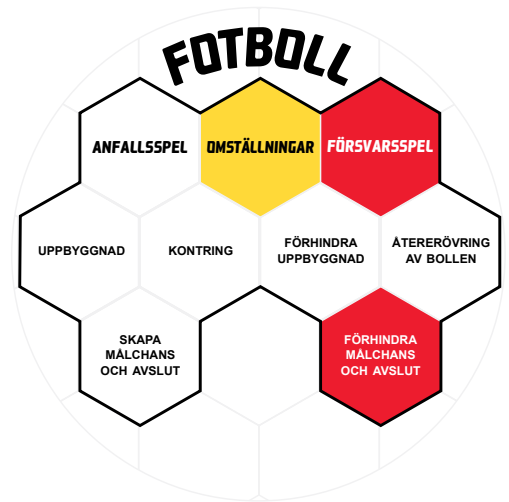 FOTBOLL
ANFALLSSPEL
OMSTÄLLNINGAR
FÖRSVARSSPEL
UPPBYGGNAD
KONTRING
FÖRHINDRA
UPPBYGGNAD
ÅTERERÖVRING
AV BOLLEN
SKAPA
MÅLCHANS
OCH AVSLUT
FÖRHINDRA
MÅLCHANS
OCH AVSLUT